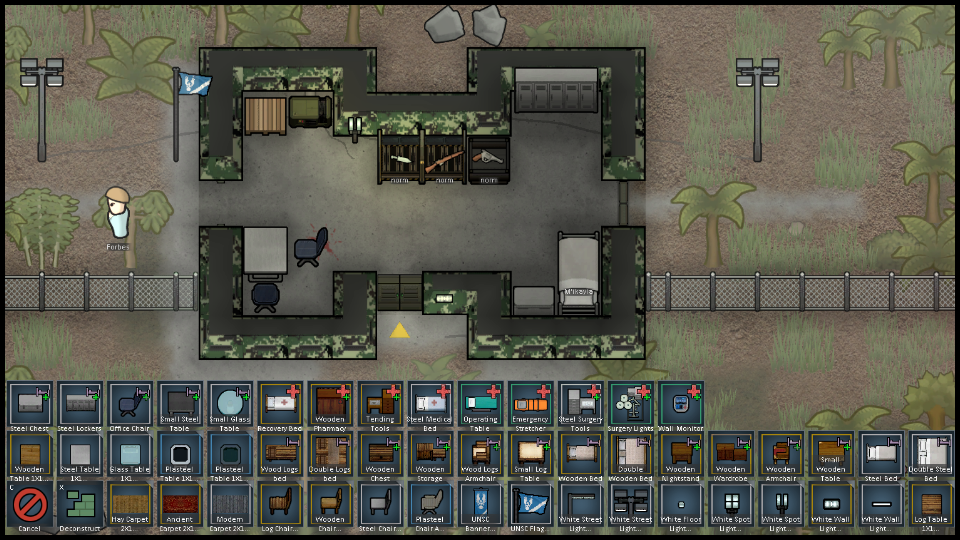 norm
norm
norm
Forbes
Mikayla
Steel Chest
Steel Lockers
Office Chair
Small Steel
Table
Small Glass
Table
Recovery Bed
Wooden
Pharmacy
Tending
Tools
Steel Medical
Bed
Operating
Table
Emergency
Stretcher
Steel Surgery
Tools
Surgery Lights
Wall Monitor
Wooden
Table 1X1...
Steel Table
1X1...
Glass Table
1X1...
Plasteel
Table 1X1...
Plasteel
Table 1X1...
Wood Logs
bed
Double Logs
bed
Wooden
Chest
Wooden
Storage
Wood Logs
Armchair
Small Log
Table
Wooden Bed
Double
Wooden Bed
Wooden
Nightstand
Wooden
Wardrobe
Wooden
Armchair
Small
Wooden
Table
Steel Bed
Double Steel
Bed
C
Cancel
X
Deconstruct
Hay Carpet
2X1...
Ancient
Carpet 2X1...
Modern
Carpet 2X1...
Log Chair...
Wooden
Chair...
Steel Chair...
Plasteel
Chair A
UNSC
Banner...
UNSC Flag
White Street
Light...
White Street
Light...
White Floor
Light...
White Spot
Light...
White Spot
Light...
White Wall
Light...
White Wall
Light...
Log Table
1X1...